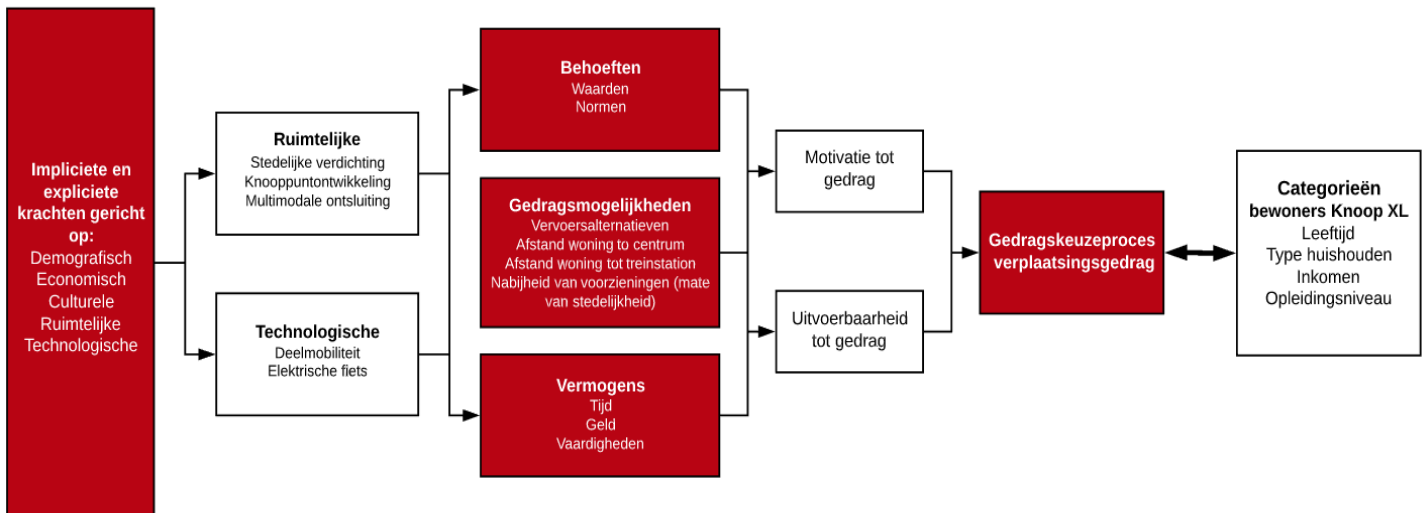 Impliciete en
expliciete
krachten gericht
op:
Demografisch
Economisch
Culturele
Ruimtelijke
Technologische
Ruimtelijke
Stedelijke verdichting
Knooppuntontwikkeling
Multimodale ontsluiting
Technologische
Deelmobiliteit
Elektrische fiets
Behoeften
Waarden
Normen
Gedragsmogelijkheden
Vervoersalternatieven
Afstand woning to centrum
Afstand woning tot treinstation
Nabijheid van voorzieningen (mate
van stedelijkheid)
Vermogens
Tijd
Geld
Vaardigheden
Motivatie tot
gedrag
Uitvoerbaarheid
tot gedrag
Gedragskeuzeproces
verplaatsingsgedrag
Categorieën
bewoners Knoop XL
Leeftijd
Type huishouden
Inkomen
Opleidingsniveau